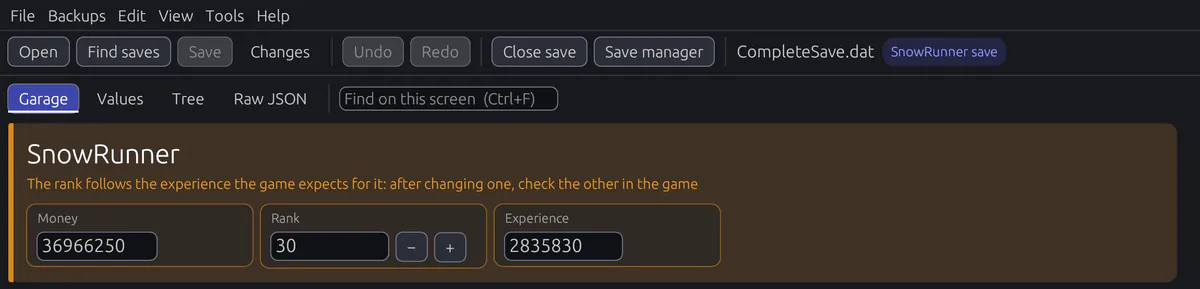 File Backups Edit View Tools Help
Open Find saves Save Changes Undo Redo Close save Save manager CompleteSave.dat SnowRunner save
Garage Values Tree Raw JSON Find on this screen (Ctrl+F)
SnowRunner
The rank follows the experience the game expects for it: after changing one, check the other in the game
Money Rank Experience
36966250 30 − + 2835830